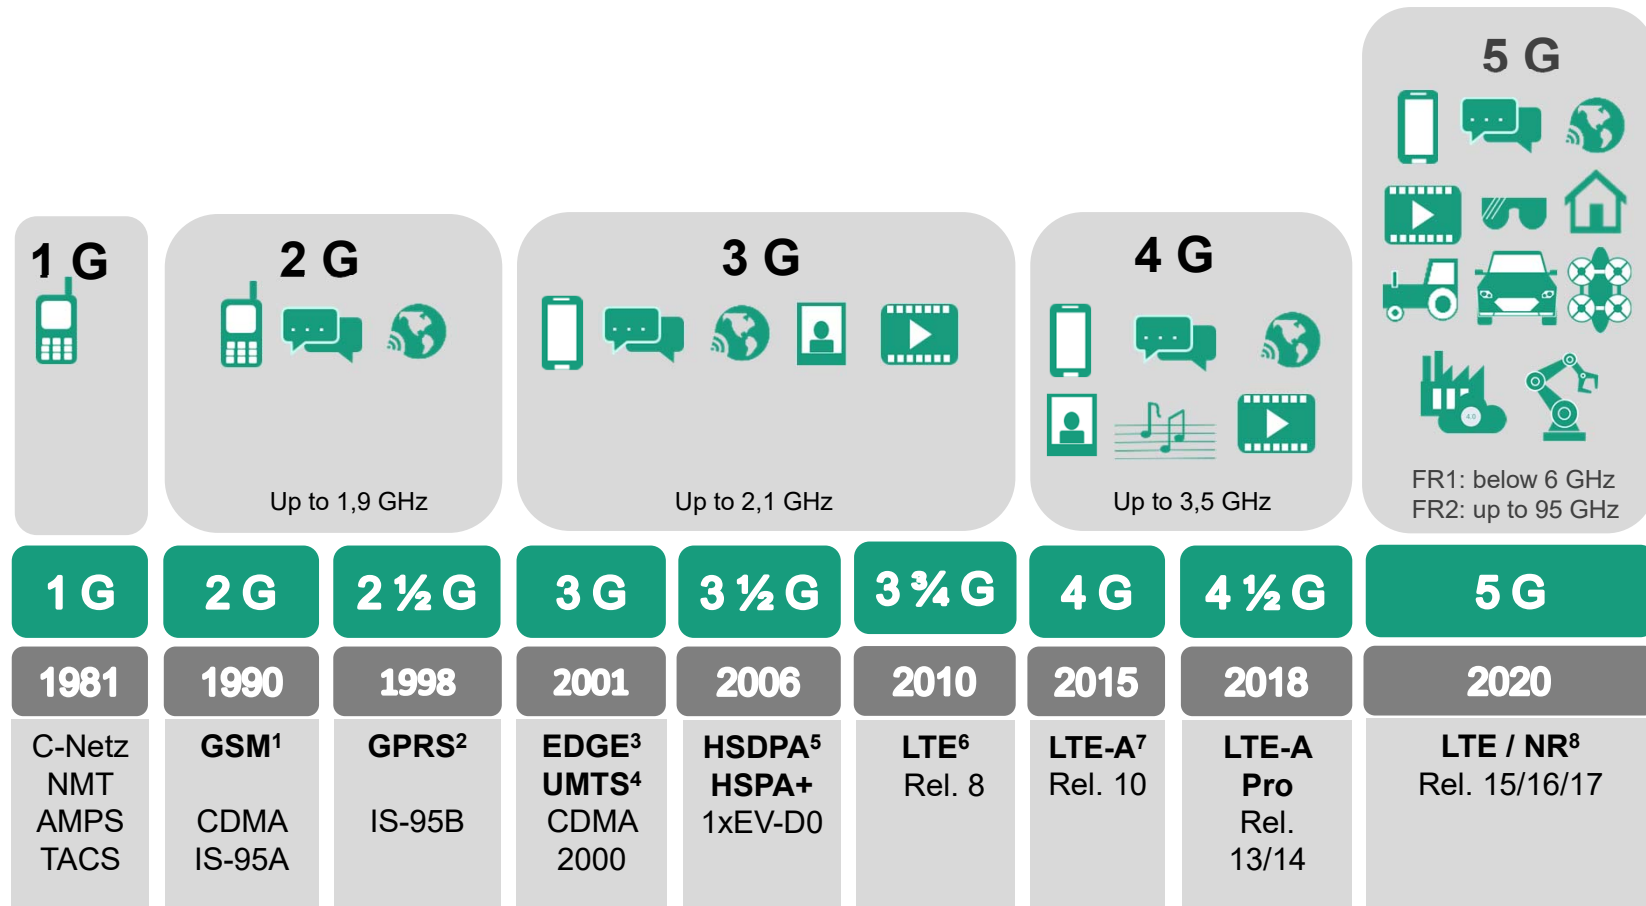 1 G
2 G
3 G
4 G
5 G
4.0
Up to 1,9 GHz
Up to 2,1 GHz
Up to 3,5 GHz
FR1: below 6 GHz
FR2: up to 95 GHz
1 G
2 G
2 ½ G
3 G
3 ½ G
3 ¾ G
4 G
4 ½ G
5 G
1981
1990
1998
2001
2006
2010
2015
2018
2020
C-Netz
NMT
AMPS
TACS
GSM¹
CDMA
IS-95A
GPRS²
IS-95B
EDGE³
UMTS⁴
CDMA
2000
HSDPA⁵
HSPA+
1xEV-D0
LTE⁶
Rel. 8
LTE-A⁷
Rel. 10
LTE-A
Pro
Rel.
13/14
LTE / NR⁸
Rel. 15/16/17